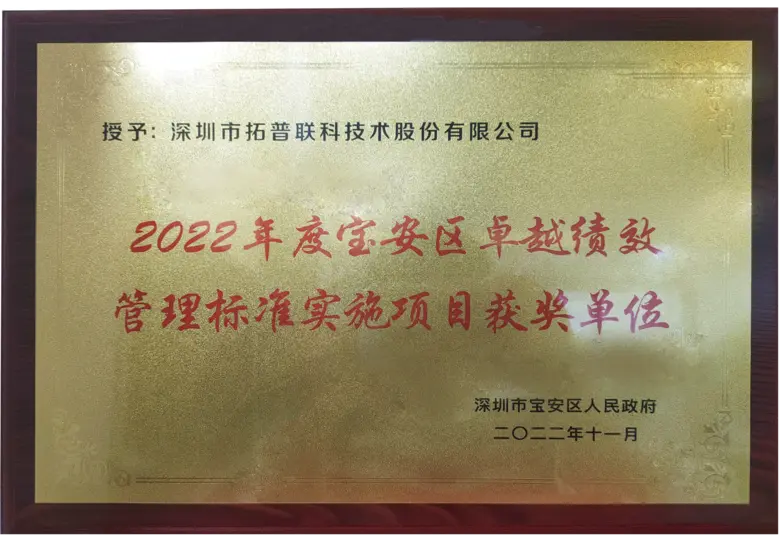 授予：深圳市拓普联科技术股份有限公司
2022年度宝安区卓越绩效
管理标准实施项目获奖单位
深圳市宝安区人民政府
二〇二二年十一月